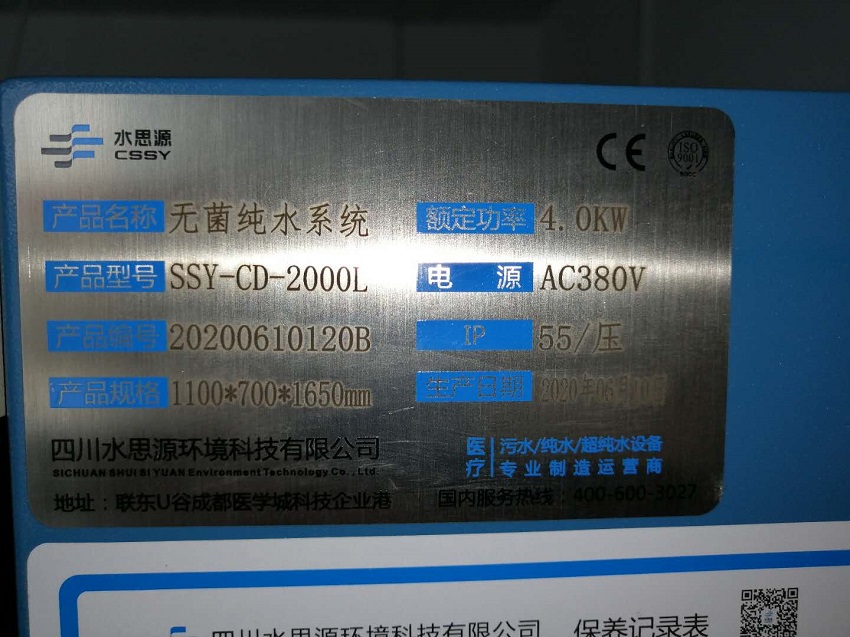 水思源
CSSY
CE
ISO
9001
产品名称 无菌纯水系统 额定功率 4.0KW
产品型号 SSY-CD-2000L 电 源 AC380V
产品编号 20200610120B IP 55/压
产品规格 1100*700*1650mm 生产日期 2020年06月
四川水思源环境科技有限公司
SICHUAN SHUI SI YUAN Environment Technology Co., Ltd.
医疗 污水/纯水/超纯水设备
专业制造运营商
地址：联东U谷成都医学城科技企业港 国内服务热线：400-600-3027
四川水思源环境科技有限公司 保养记录表